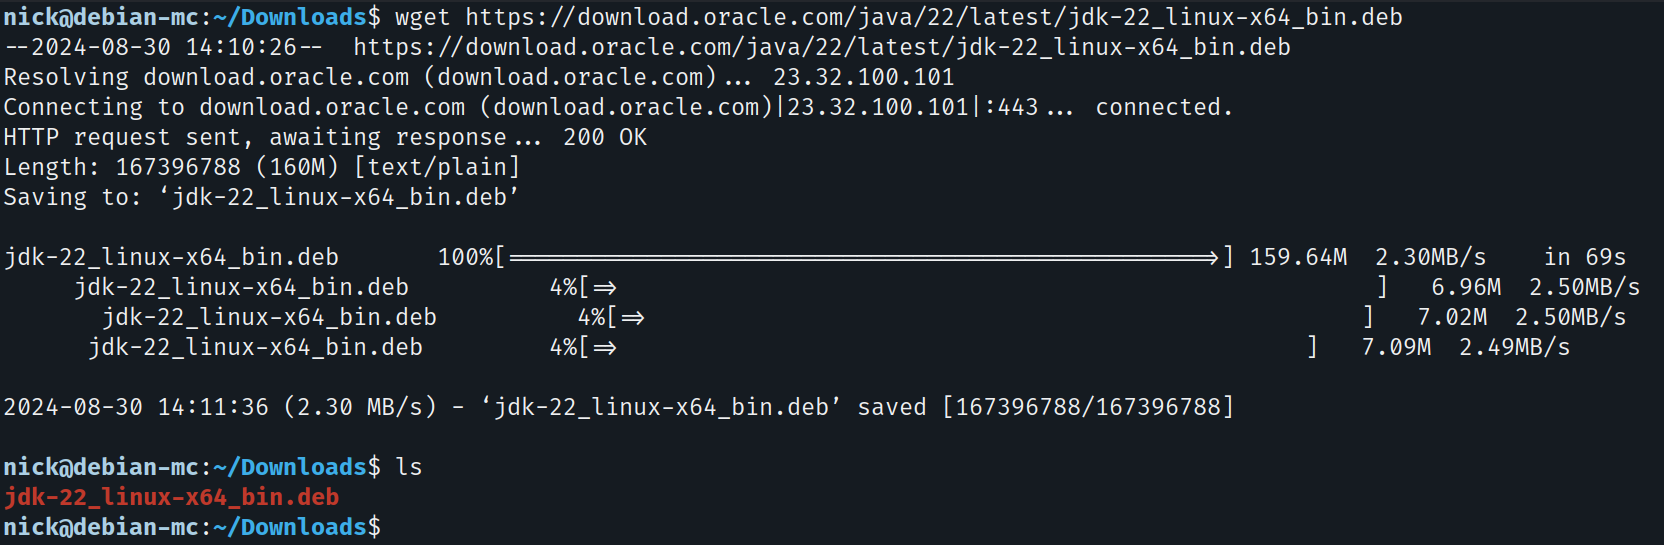 nick@debian-mc:~/Downloads$ wget https://download.oracle.com/java/22/latest/jdk-22_linux-x64_bin.deb
--2024-08-30 14:10:26--  https://download.oracle.com/java/22/latest/jdk-22_linux-x64_bin.deb
Resolving download.oracle.com (download.oracle.com)... 23.32.100.101
Connecting to download.oracle.com (download.oracle.com)|23.32.100.101|:443... connected.
HTTP request sent, awaiting response... 200 OK
Length: 167396788 (160M) [text/plain]
Saving to: ‘jdk-22_linux-x64_bin.deb’
jdk-22_linux-x64_bin.deb       100%[==================================================>] 159.64M  2.30MB/s    in 69s
jdk-22_linux-x64_bin.deb          4%[=>                                                      ]   6.96M  2.50MB/s
jdk-22_linux-x64_bin.deb          4%[=>                                                    ]   7.02M  2.50MB/s
jdk-22_linux-x64_bin.deb         4%[=>                                                  ]   7.09M  2.49MB/s
2024-08-30 14:11:36 (2.30 MB/s) - ‘jdk-22_linux-x64_bin.deb’ saved [167396788/167396788]
nick@debian-mc:~/Downloads$ ls
jdk-22_linux-x64_bin.deb
nick@debian-mc:~/Downloads$